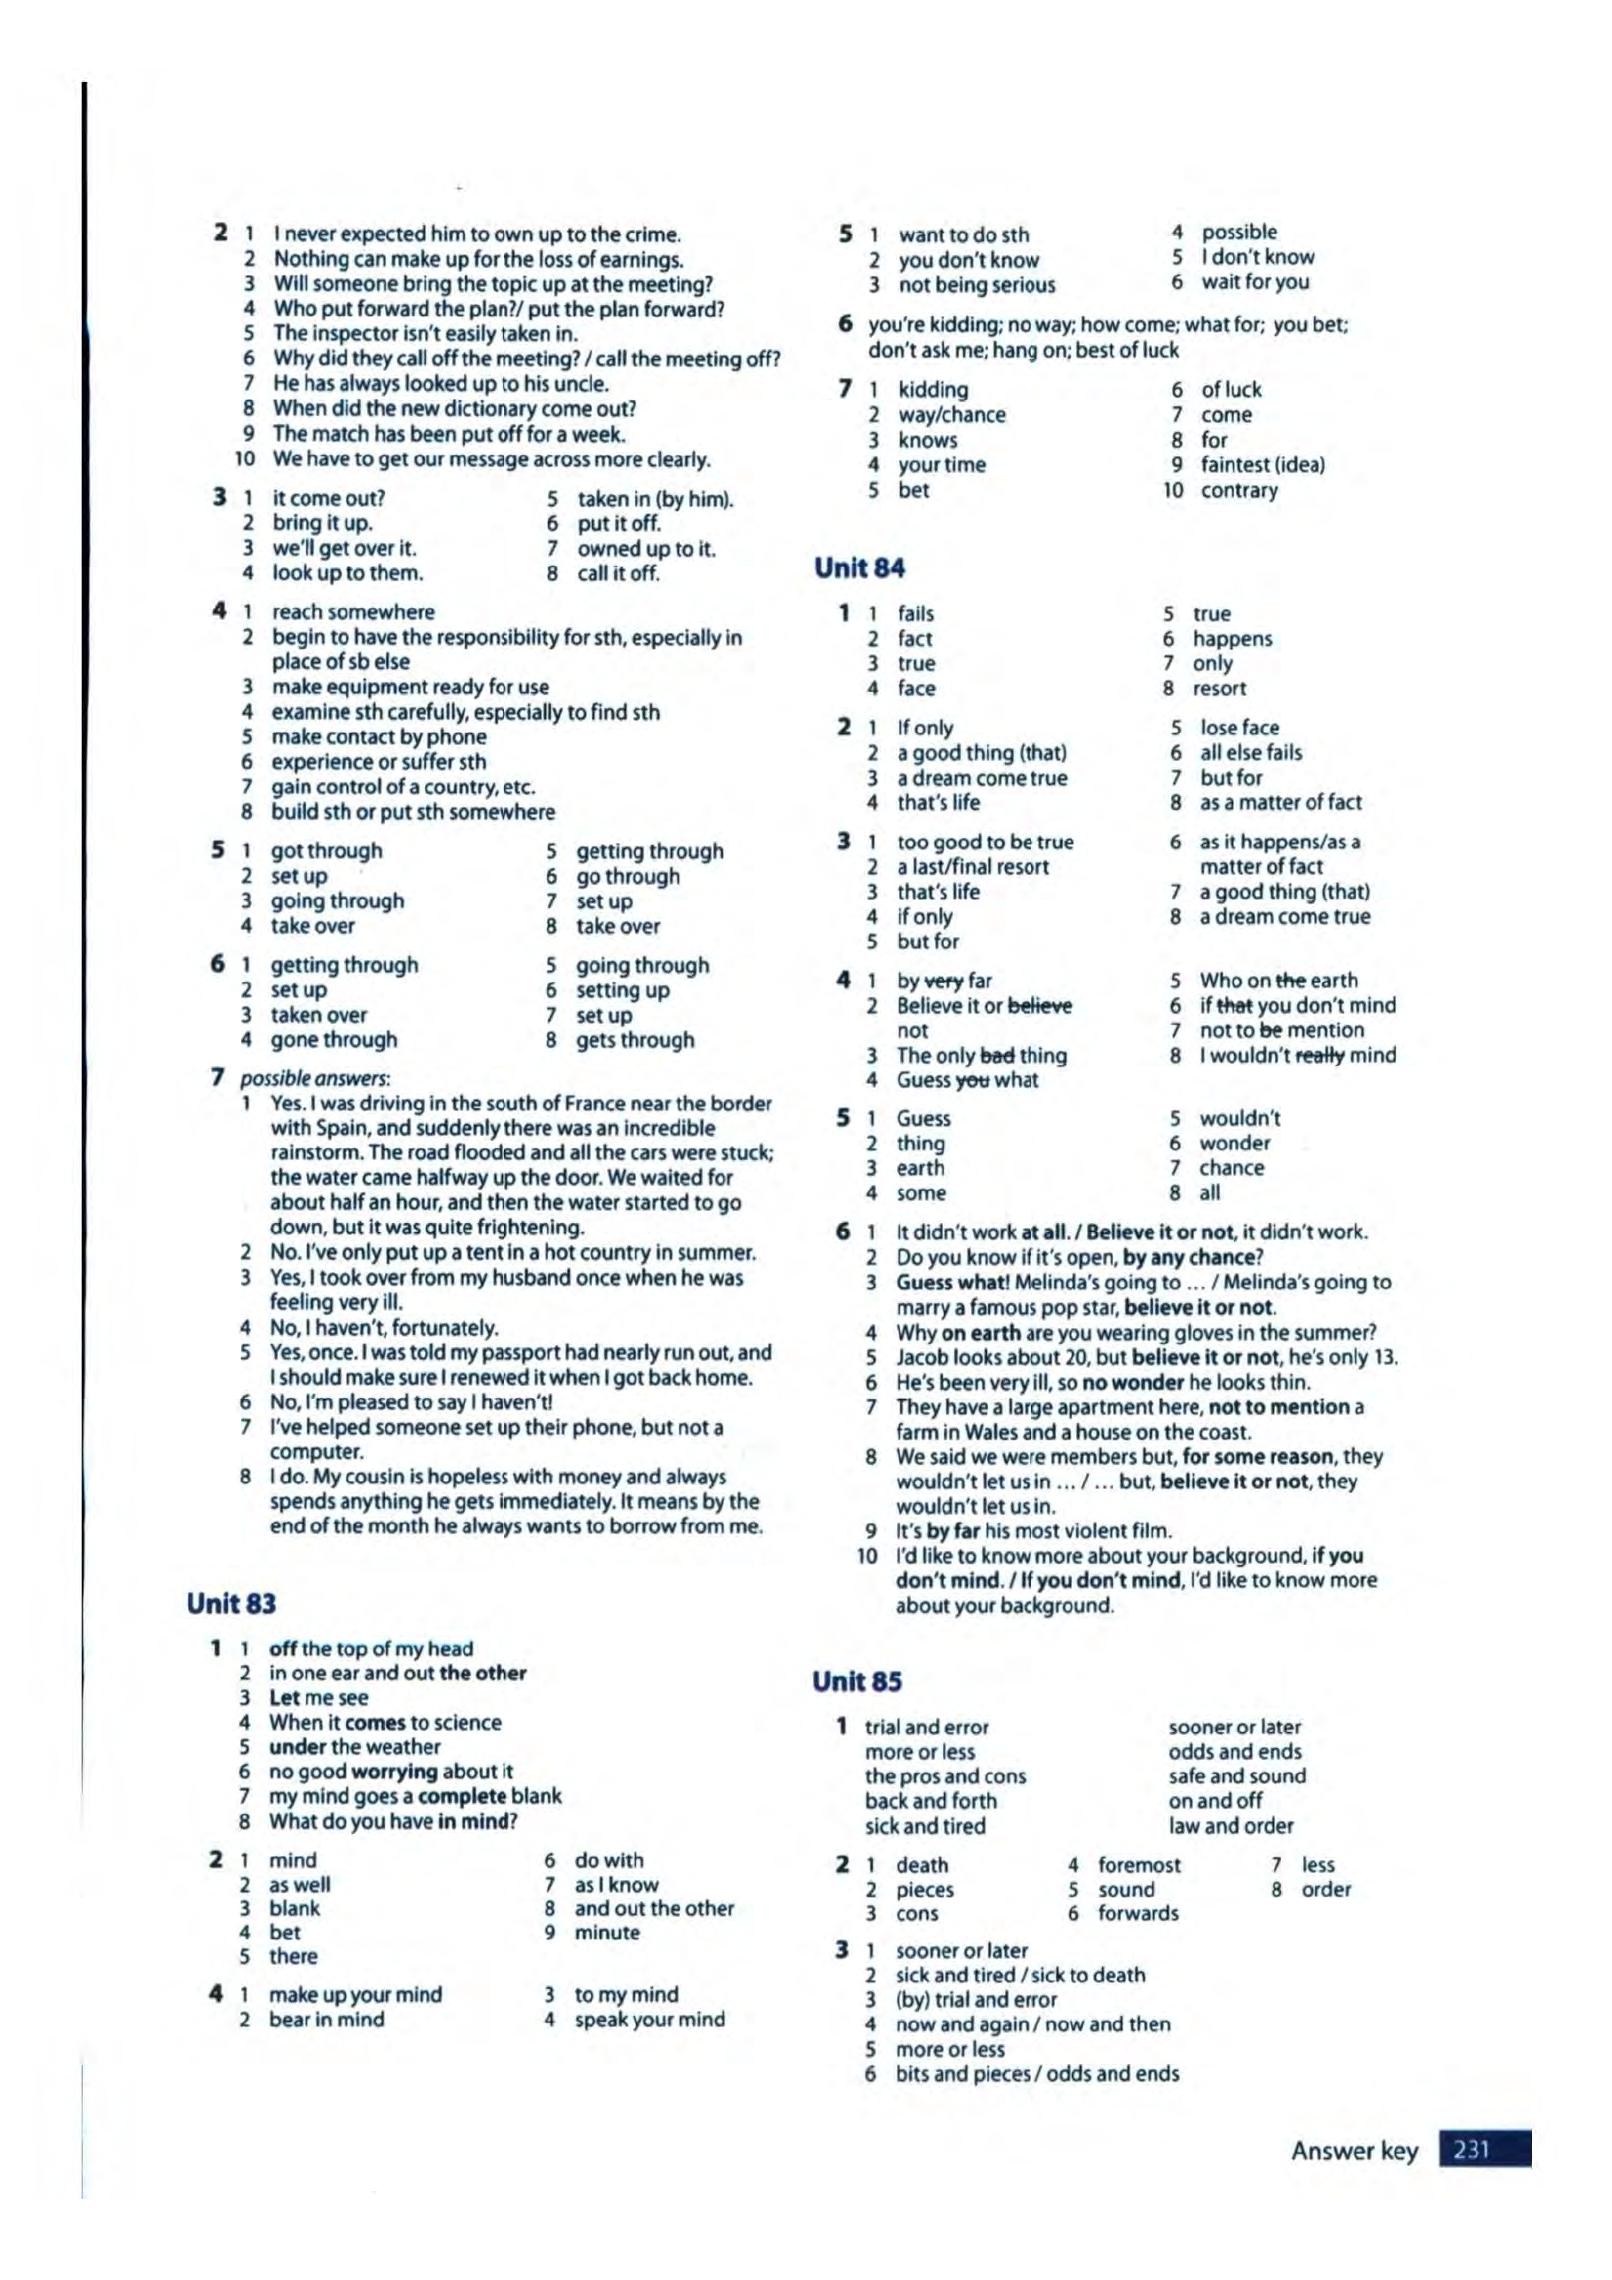 2 1 I never expected him to own up to the crime.
2 Nothing can make up for the loss of earnings.
3 Will someone bring the topic up at the meeting?
4 Who put forward the plan?/ put the plan forward?
5 The inspector isn't easily taken in.
6 Why did they call off the meeting? / call the meeting off?
7 He has always looked up to his uncle.
8 When did the new dictionary come out?
9 The match has been put off for a week.
10 We have to get our message across more clearly.
3 1 it come out? 5 taken in (by him).
2 bring it up. 6 put it off.
3 we'll get over it. 7 owned up to it.
4 look up to them. 8 call it off.
4 1 reach somewhere
2 begin to have the responsibility for sth, especially in
place of sb else
3 make equipment ready for use
4 examine sth carefully, especially to find sth
5 make contact by phone
6 experience or suffer sth
7 gain control of a country, etc.
8 build sth or put sth somewhere
5 1 got through 5 getting through
2 set up 6 go through
3 going through 7 set up
4 take over 8 take over
6 1 getting through 5 going through
2 set up 6 setting up
3 taken over 7 set up
4 gone through 8 gets through
7 possible answers:
1 Yes. I was driving in the south of France near the border
with Spain, and suddenly there was an incredible
rainstorm. The road flooded and all the cars were stuck;
the water came halfway up the door. We waited for
about half an hour, and then the water started to go
down, but it was quite frightening.
2 No. I've only put up a tent in a hot country in summer.
3 Yes, I took over from my husband once when he was
feeling very ill.
4 No, I haven't, fortunately.
5 Yes, once. I was told my passport had nearly run out, and
I should make sure I renewed it when I got back home.
6 No, I'm pleased to say I haven't!
7 I've helped someone set up their phone, but not a
computer.
8 I do. My cousin is hopeless with money and always
spends anything he gets immediately. It means by the
end of the month he always wants to borrow from me.
Unit 83
1 1 off the top of my head
2 in one ear and out the other
3 Let me see
4 When it comes to science
5 under the weather
6 no good worrying about it
7 my mind goes a complete blank
8 What do you have in mind?
2 1 mind 6 do with
2 as well 7 as I know
3 blank 8 and out the other
4 bet 9 minute
5 there
4 1 make up your mind 3 to my mind
2 bear in mind 4 speak your mind
5 1 want to do sth 4 possible
2 you don't know 5 I don't know
3 not being serious 6 wait for you
6 you're kidding; no way; how come; what for; you bet;
don't ask me; hang on; best of luck
7 1 kidding 6 of luck
2 way/chance 7 come
3 knows 8 for
4 your time 9 faintest (idea)
5 bet 10 contrary
Unit 84
1 1 fails 5 true
2 fact 6 happens
3 true 7 only
4 face 8 resort
2 1 If only 5 lose face
2 a good thing (that) 6 all else fails
3 a dream come true 7 but for
4 that's life 8 as a matter of fact
3 1 too good to be true 6 as it happens/as a
2 a last/final resort matter of fact
3 that's life 7 a good thing (that)
4 if only 8 a dream come true
5 but for
4 1 by very far 5 Who on the earth
2 Believe it or believe 6 if that you don't mind
not 7 not to be mention
3 The only bad thing 8 I wouldn't really mind
4 Guess you what
5 1 Guess 5 wouldn't
2 thing 6 wonder
3 earth 7 chance
4 some 8 all
6 1 It didn't work at all. / Believe it or not, it didn't work.
2 Do you know if it's open, by any chance?
3 Guess what! Melinda's going to ... / Melinda's going to
marry a famous pop star, believe it or not.
4 Why on earth are you wearing gloves in the summer?
5 Jacob looks about 20, but believe it or not, he's only 13.
6 He's been very ill, so no wonder he looks thin.
7 They have a large apartment here, not to mention a
farm in Wales and a house on the coast.
8 We said we were members but, for some reason, they
wouldn't let us in ... / ... but, believe it or not, they
wouldn't let us in.
9 It's by far his most violent film.
10 I'd like to know more about your background, if you
don't mind. / If you don't mind, I'd like to know more
about your background.
Unit 85
1 trial and error sooner or later
more or less odds and ends
the pros and cons safe and sound
back and forth on and off
sick and tired law and order
2 1 death 4 foremost 7 less
2 pieces 5 sound 8 order
3 cons 6 forwards
3 1 sooner or later
2 sick and tired / sick to death
3 (by) trial and error
4 now and again / now and then
5 more or less
6 bits and pieces / odds and ends
Answer key 231